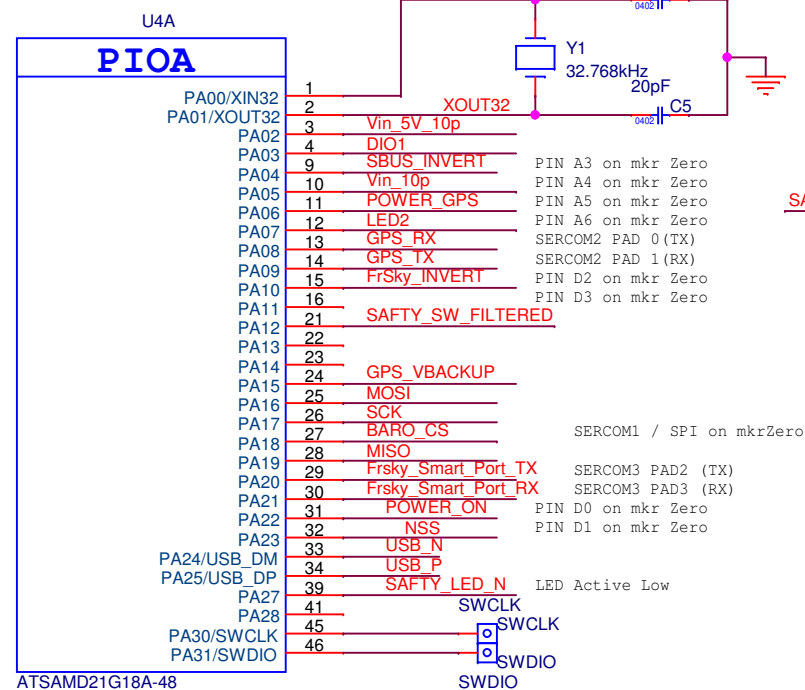 U4A
PIOA
0402
Y1
32.768kHz
20pF
0402 C5
PA00/XIN32 1
PA01/XOUT32 2 XOUT32
PA02 3 Vin_5V_10p
PA03 4 DIO1
PA04 9 SBUS_INVERT PIN A3 on mkr Zero
PA05 10 Vin_10p PIN A4 on mkr Zero
PA06 11 POWER_GPS PIN A5 on mkr Zero
SA
PA07 12 LED2 PIN A6 on mkr Zero
PA08 13 GPS_RX SERCOM2 PAD 0(TX)
PA09 14 GPS_TX SERCOM2 PAD 1(RX)
PA10 15 FrSky_INVERT PIN D2 on mkr Zero
PA11 16 PIN D3 on mkr Zero
PA12 21 SAFTY_SW_FILTERED
PA13 22
PA14 23
PA15 24 GPS_VBACKUP
PA16 25 MOSI
PA17 26 SCK
PA18 27 BARO_CS SERCOM1 / SPI on mkrZero
PA19 28 MISO
PA20 29 Frsky_Smart_Port_TX SERCOM3 PAD2 (TX)
PA21 30 Frsky_Smart_Port_RX SERCOM3 PAD3 (RX)
PA22 31 POWER_ON PIN D0 on mkr Zero
PA23 32 NSS PIN D1 on mkr Zero
PA24/USB_DM 33 USB_N
PA25/USB_DP 34 USB_P
PA27 39 SAFTY_LED_N LED Active Low
PA28 41
SWCLK
PA30/SWCLK 45 SWCLK
PA31/SWDIO 46 SWDIO
SWDIO
ATSAMD21G18A-48